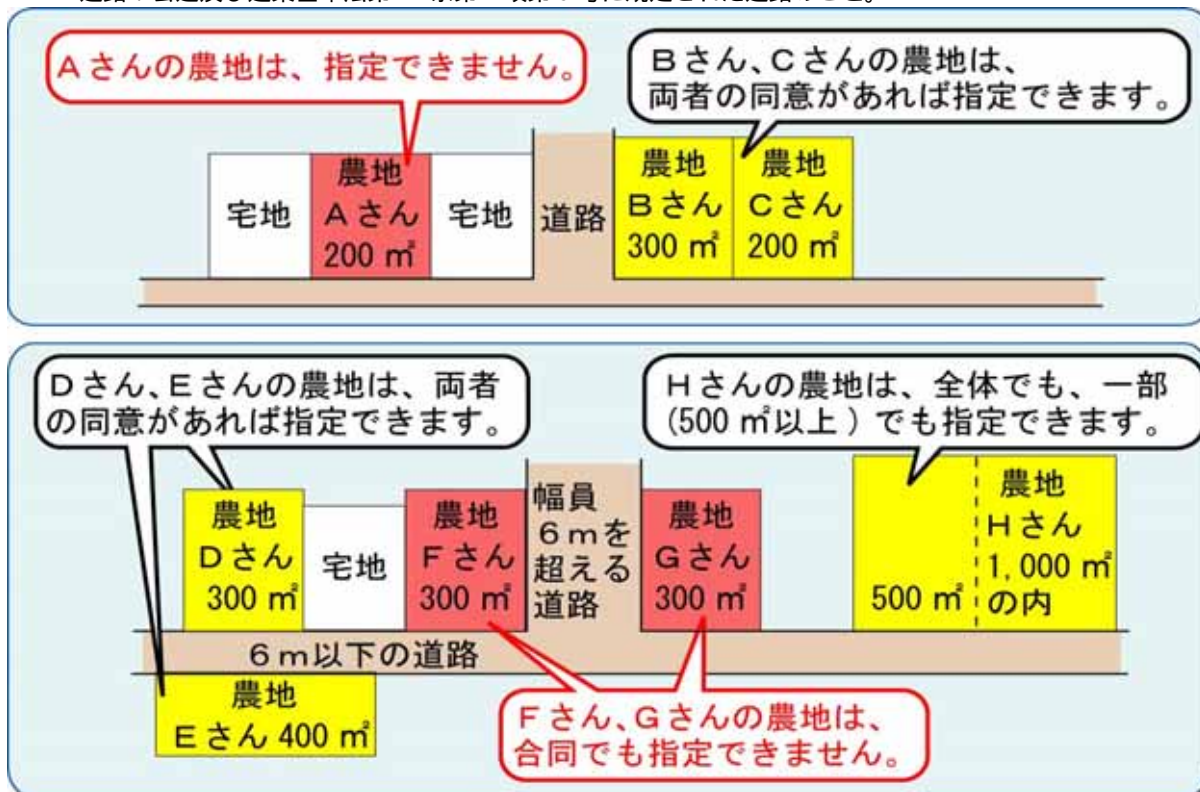 Aさんの農地は、指定できません。
Bさん、Cさんの農地は、
両者の同意があれば指定できます。
宅地
農地
Aさん
200 ㎡
宅地
道路
農地
Bさん
300 ㎡
農地
Cさん
200 ㎡
Dさん、Eさんの農地は、両者
の同意があれば指定できます。
Hさんの農地は、全体でも、一部
(500 ㎡以上）でも指定できます。
農地
Dさん
300 ㎡
宅地
農地
Fさん
300 ㎡
幅員
6mを
超える
道路
農地
Gさん
300 ㎡
500 ㎡
農地
Hさん
1,000 ㎡
の内
6m以下の道路
農地
Eさん 400 ㎡
Fさん、Gさんの農地は、
合同でも指定できません。